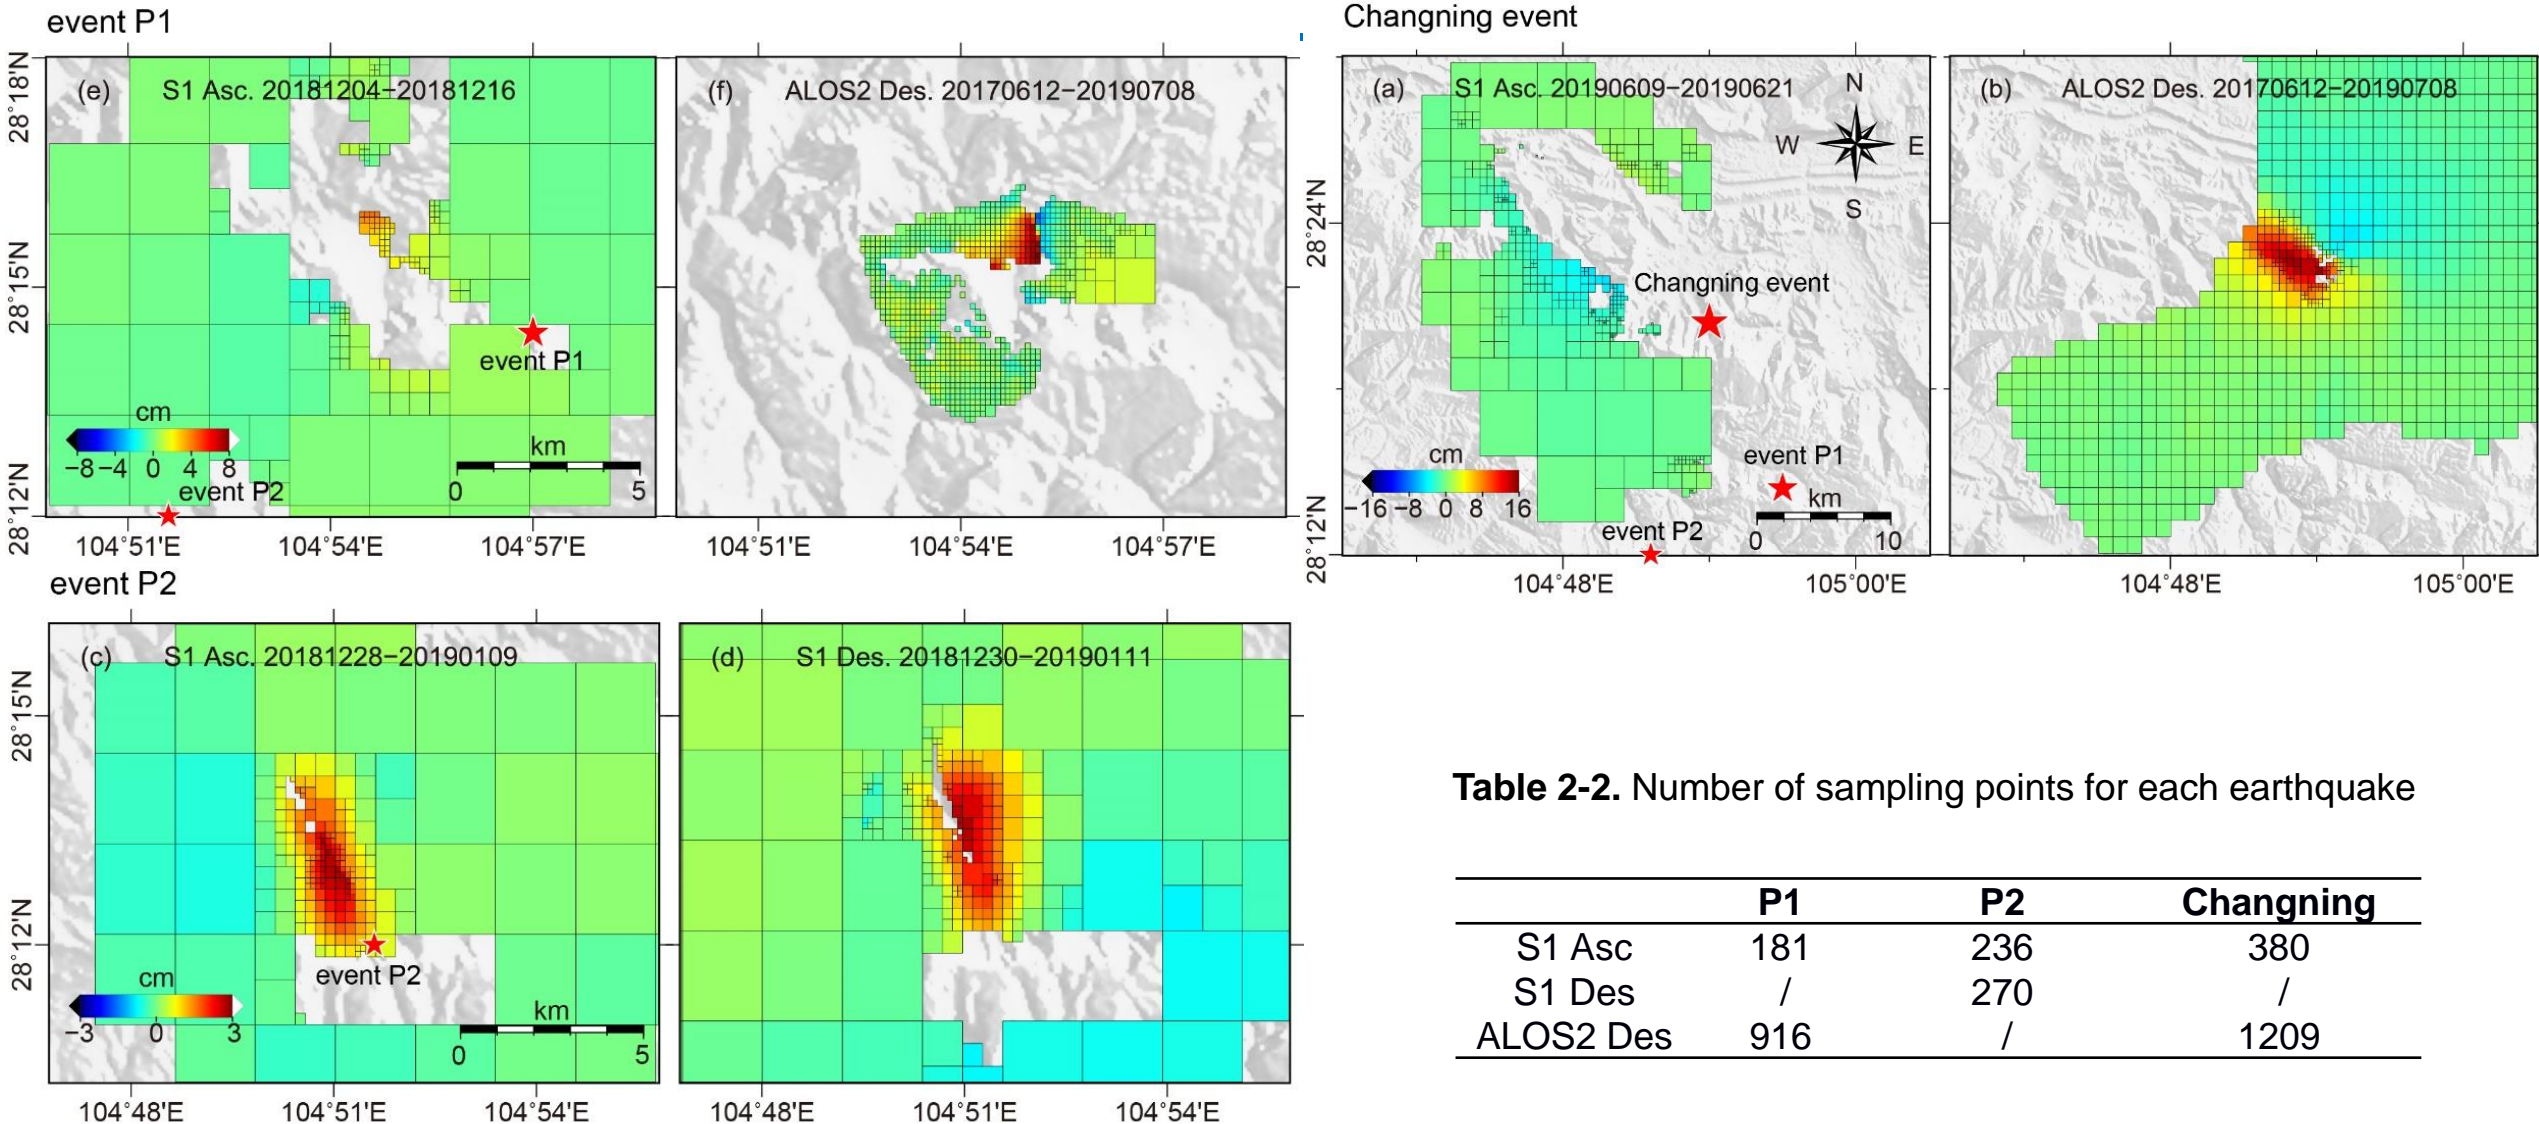 event P1
(e) S1 Asc. 20181204−20181216
28°18'N
28°15'N
28°12'N
event P1
cm
−8 −4 0 4 8
km
0 5
event P2
104°51'E 104°54'E 104°57'E
(f) ALOS2 Des. 20170612−20190708
104°51'E 104°54'E 104°57'E
Changning event
(a) S1 Asc. 20190609−20190621
N
W E
S
28°24'N
28°12'N
Changning event
cm
−16 −8 0 8 16
event P1
km
0 10
event P2
104°48'E 105°00'E
(b) ALOS2 Des. 20170612−20190708
104°48'E 105°00'E
event P2
(c) S1 Asc. 20181228−20190109
28°15'N
28°12'N
event P2
cm
−3 0 3
km
0 5
104°48'E 104°51'E 104°54'E
(d) S1 Des. 20181230−20190111
104°48'E 104°51'E 104°54'E
Table 2-2. Number of sampling points for each earthquake
P1 P2 Changning
S1 Asc 181 236 380
S1 Des / 270 /
ALOS2 Des 916 / 1209